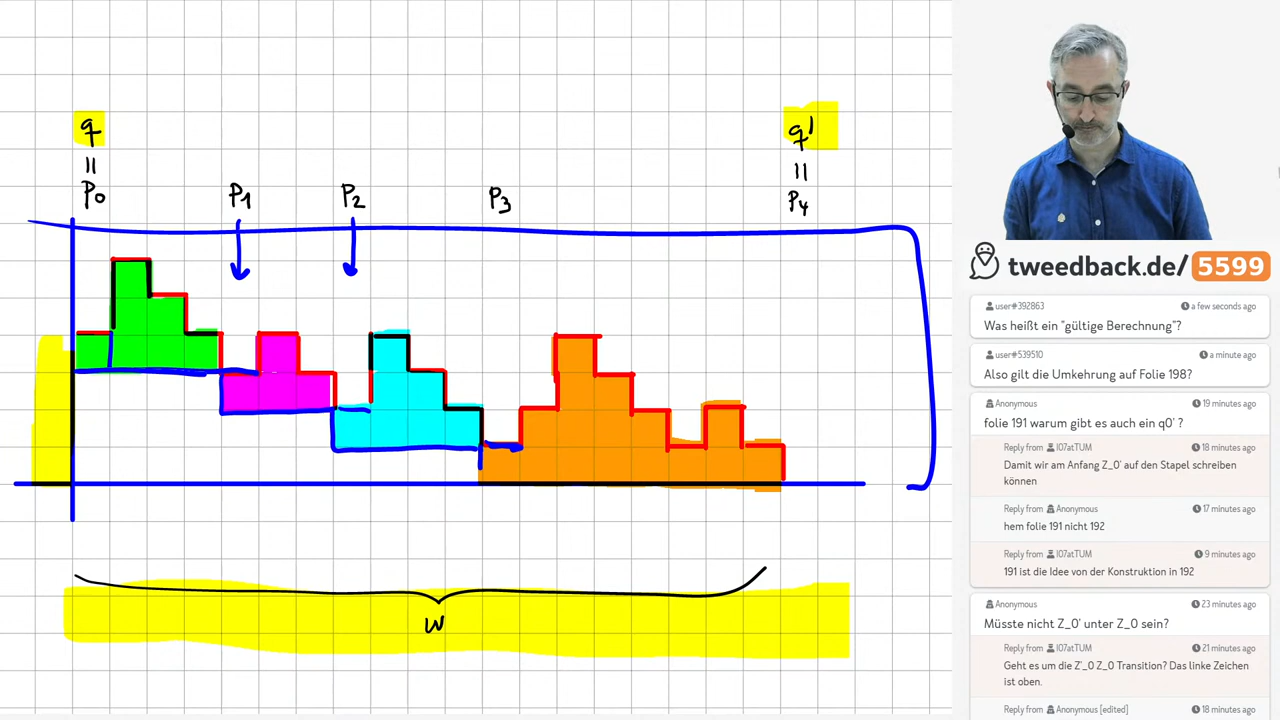 q
q'
=
=
P0
P1
P2
P3
P4
w
tweedback.de/ 5599
user#392863 a few seconds ago
Was heißt ein "gültige Berechnung"?
user#539510 a minute ago
Also gilt die Umkehrung auf Folie 198?
Anonymous 19 minutes ago
folie 191 warum gibt es auch ein q0' ?
Reply from I07atTUM 18 minutes ago
Damit wir am Anfang Z_0' auf den Stapel schreiben
können
Reply from Anonymous 17 minutes ago
hem folie 191 nicht 192
Reply from I07atTUM 9 minutes ago
191 ist die Idee von der Konstruktion in 192
Anonymous 23 minutes ago
Müsste nicht Z_0' unter Z_0 sein?
Reply from I07atTUM 21 minutes ago
Geht es um die Z'_0 Z_0 Transition? Das linke Zeichen
ist oben.
Reply from Anonymous [edited] 18 minutes ago